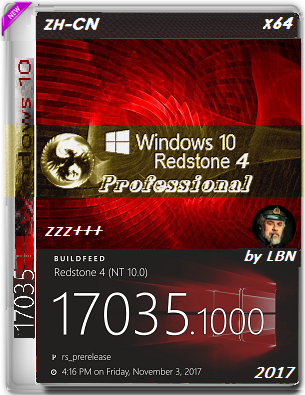 NEW
ZH-CN
x64
Windows 10
Redstone 4
Professional
ZZZ+++
by LBN
BUILDFEED
Redstone 4 (NT 10.0)
17035.1000
P rs_prerelease
4:16 PM on Friday, November 3, 2017
2017
17035
Windows 10